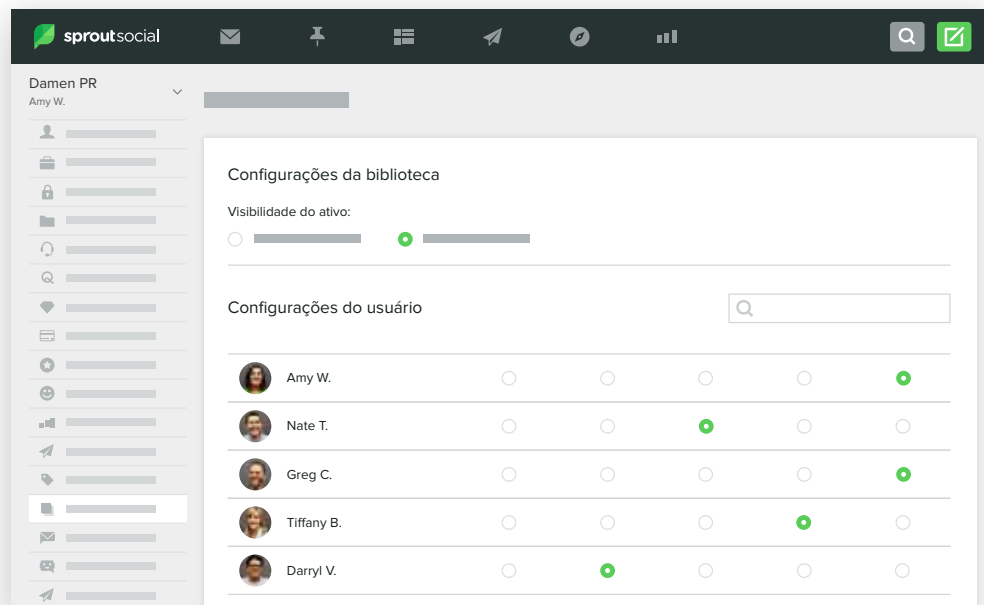 sproutsocial
Damen PR
Amy W.
Configurações da biblioteca
Visibilidade do ativo:
Configurações do usuário
Amy W.
Nate T.
Greg C.
Tiffany B.
Darryl V.